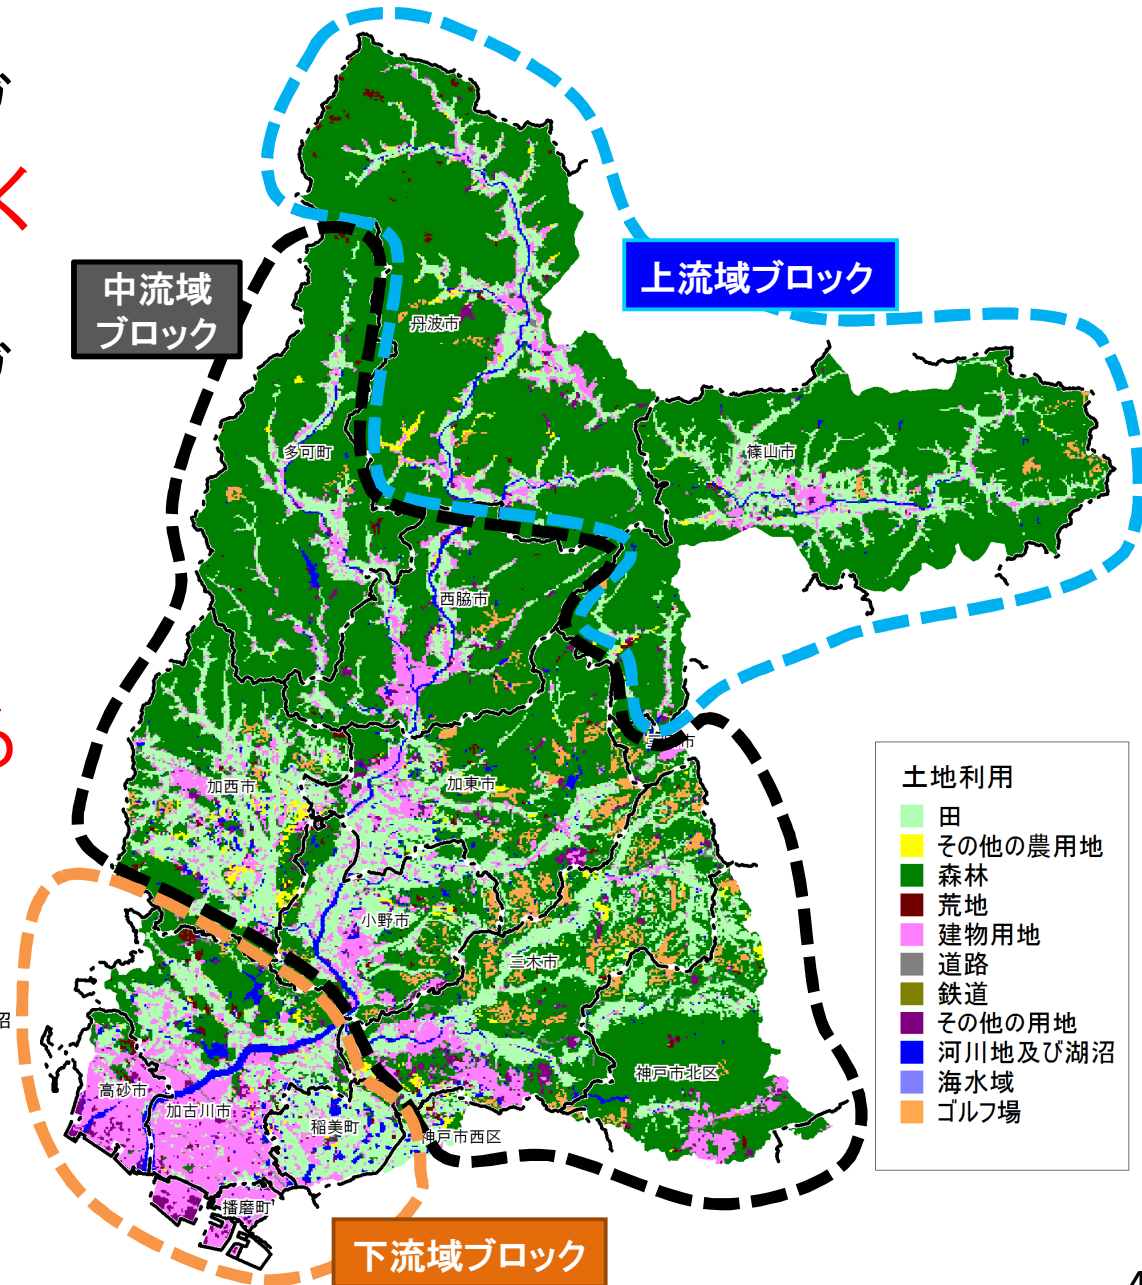 が
く
が
る
沼
上流域ブロック
中流域
ブロック
丹波市
多可町
篠山市
西脇市
加西市
加東市
小野市
三木市
神戸市北区
高砂市
加古川市
稲美町
神戸市西区
播磨町
下流域ブロック
土地利用
田
その他の農用地
森林
荒地
建物用地
道路
鉄道
その他の用地
河川地及び湖沼
海水域
ゴルフ場